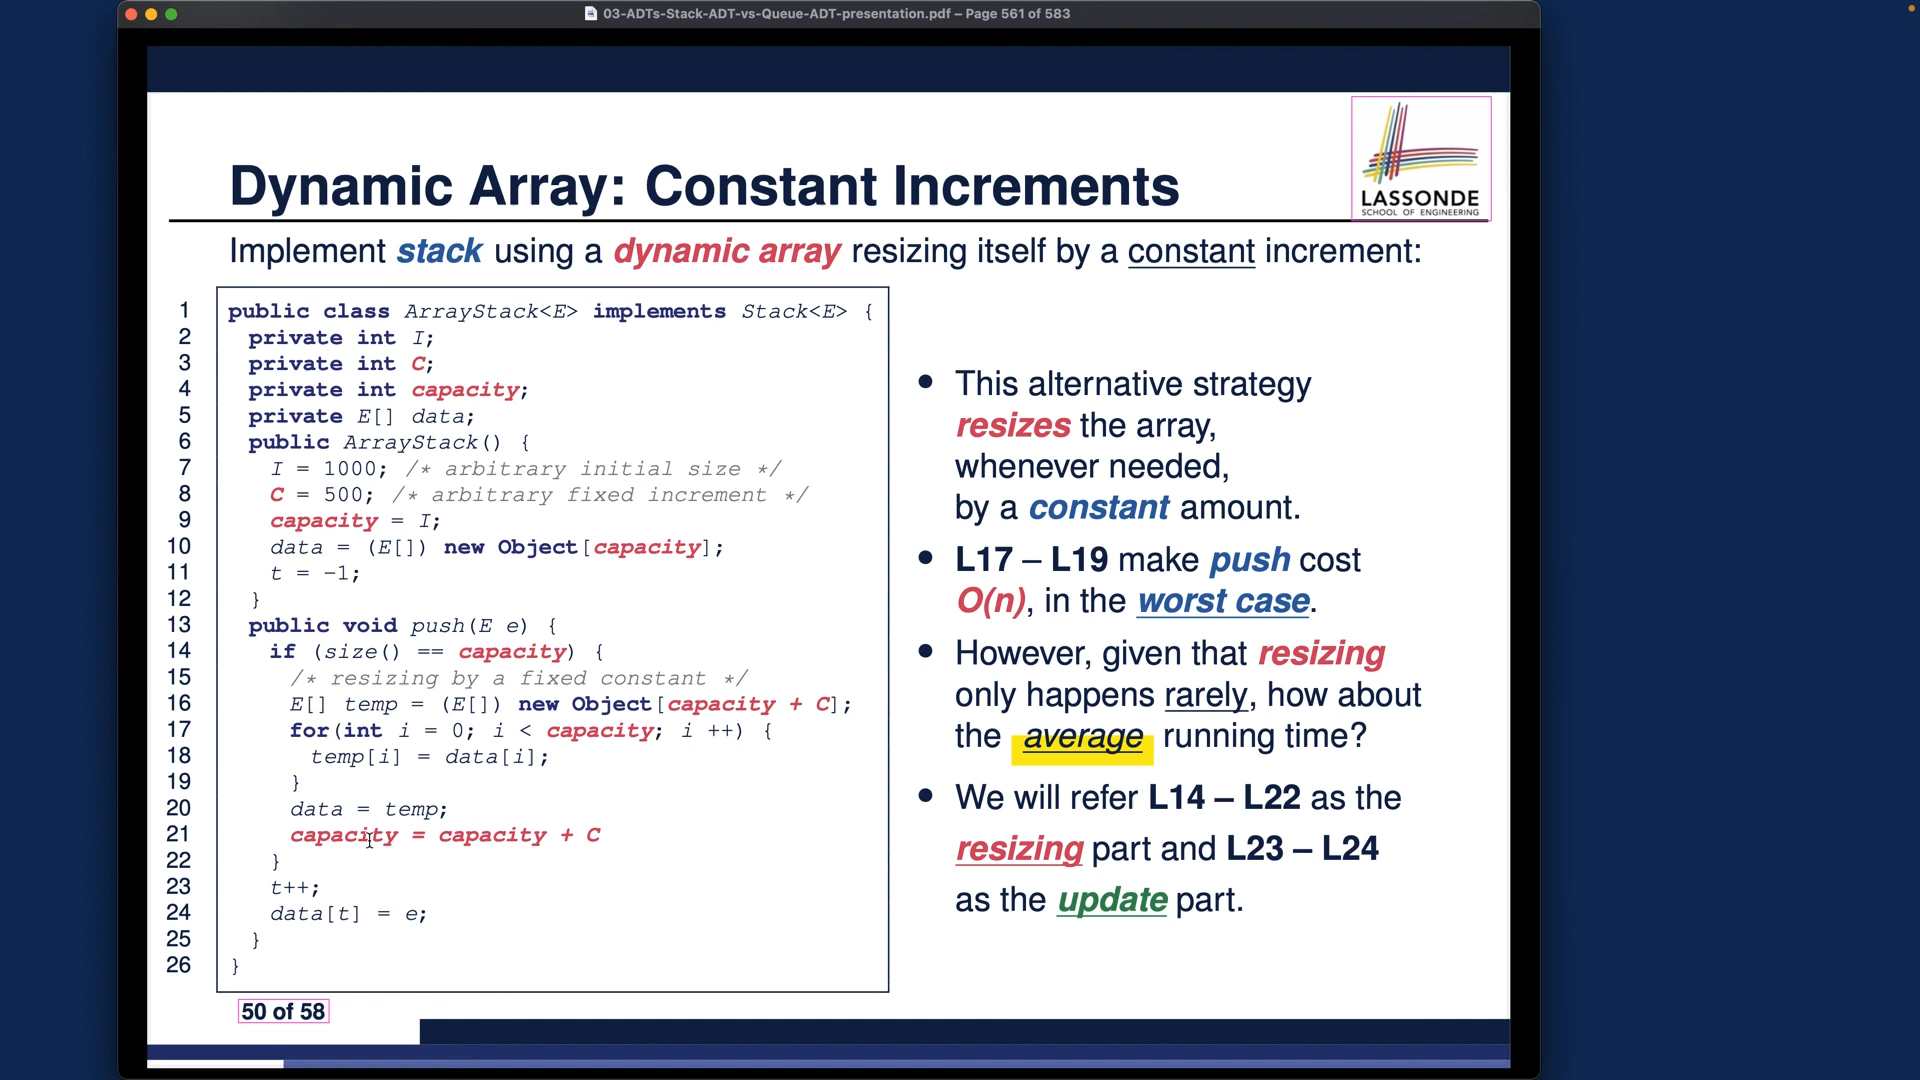 03-ADTs-Stack-ADT-vs-Queue-ADT-presentation.pdf – Page 561 of 583
LASSONDE
SCHOOL OF ENGINEERING
Dynamic Array: Constant Increments
Implement stack using a dynamic array resizing itself by a constant increment:
1 public class ArrayStack<E> implements Stack<E> {
2 private int I;
3 private int C;
4 private int capacity;
5 private E[] data;
6 public ArrayStack() {
7 I = 1000; /* arbitrary initial size */
8 C = 500; /* arbitrary fixed increment */
9 capacity = I;
10 data = (E[]) new Object[capacity];
11 t = -1;
12 }
13 public void push(E e) {
14 if (size() == capacity) {
15 /* resizing by a fixed constant */
16 E[] temp = (E[]) new Object[capacity + C];
17 for(int i = 0; i < capacity; i ++) {
18 temp[i] = data[i];
19 }
20 data = temp;
21 capacity = capacity + C
22 }
23 t++;
24 data[t] = e;
25 }
26 }
• This alternative strategy
resizes the array,
whenever needed,
by a constant amount.
• L17 – L19 make push cost
O(n), in the worst case.
• However, given that resizing
only happens rarely, how about
the average running time?
• We will refer L14 – L22 as the
resizing part and L23 – L24
as the update part.
50 of 58